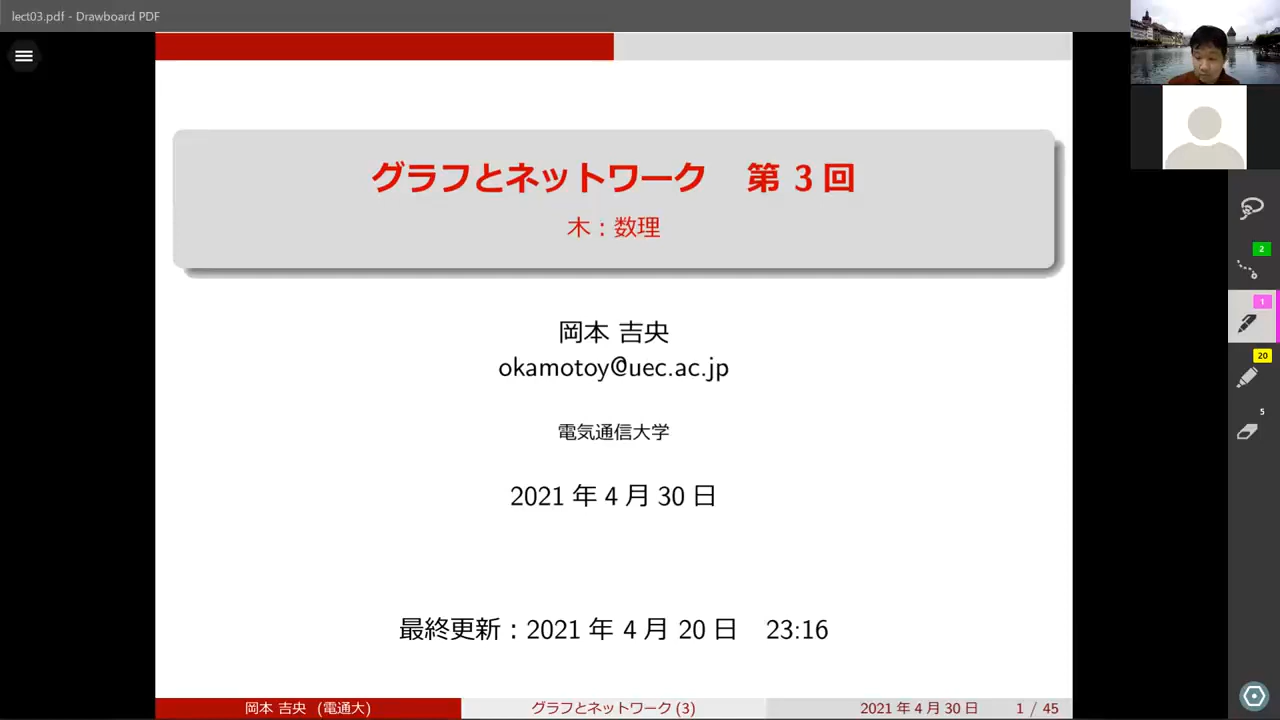 lect03.pdf - Drawboard PDF
グラフとネットワーク 第 3 回
木:数理
岡本 吉央
okamotoy@uec.ac.jp
電気通信大学
2021 年 4 月 30 日
最終更新:2021 年 4 月 20 日 23:16
岡本 吉央 (電通大) グラフとネットワーク (3) 2021 年 4 月 30 日 1 / 45
2
1
20
5